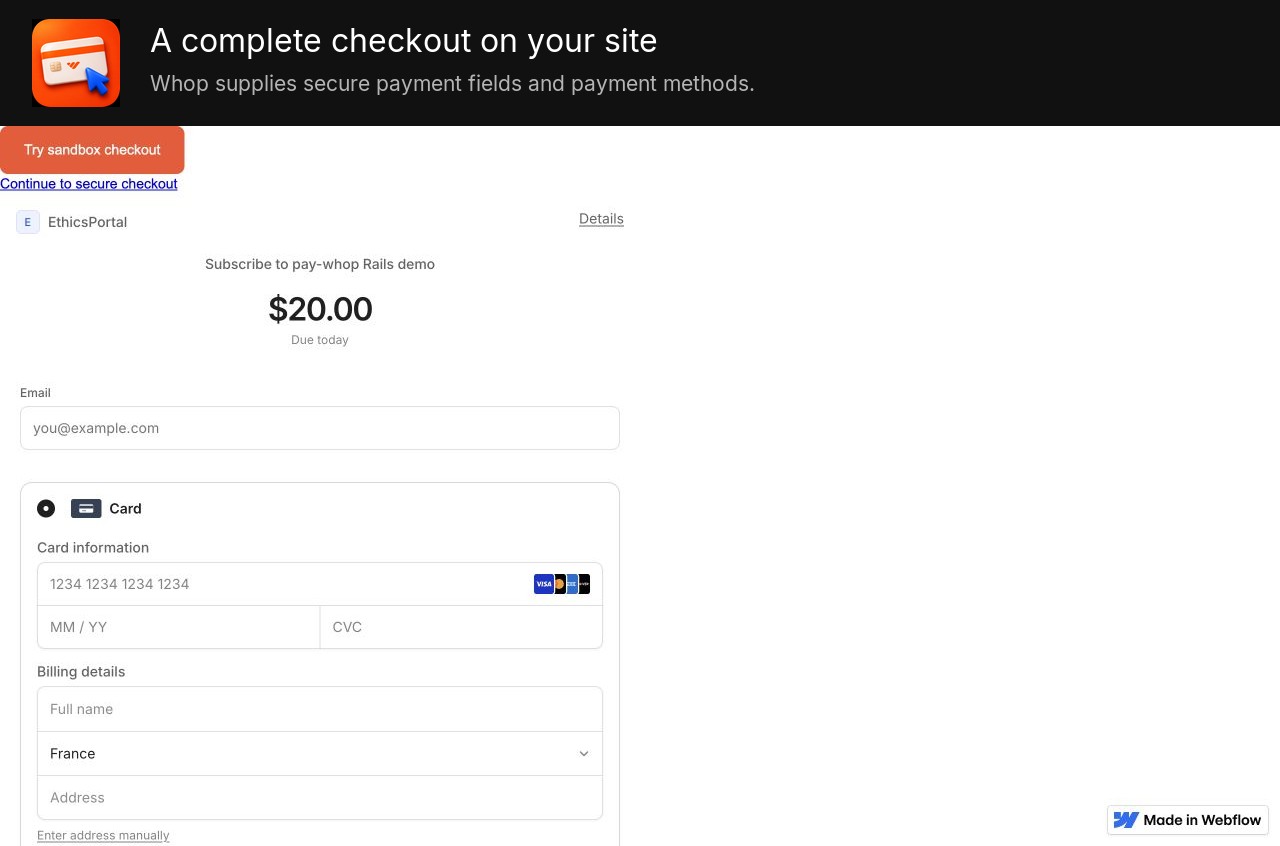 A complete checkout on your site
Whop supplies secure payment fields and payment methods.
Try sandbox checkout
Continue to secure checkout
E EthicsPortal
Details
Subscribe to pay-whop Rails demo
$20.00
Due today
Email
you@example.com
Card
Card information
1234 1234 1234 1234
VISA
MM / YY
CVC
Billing details
Full name
France
Address
Enter address manually
Made in Webflow